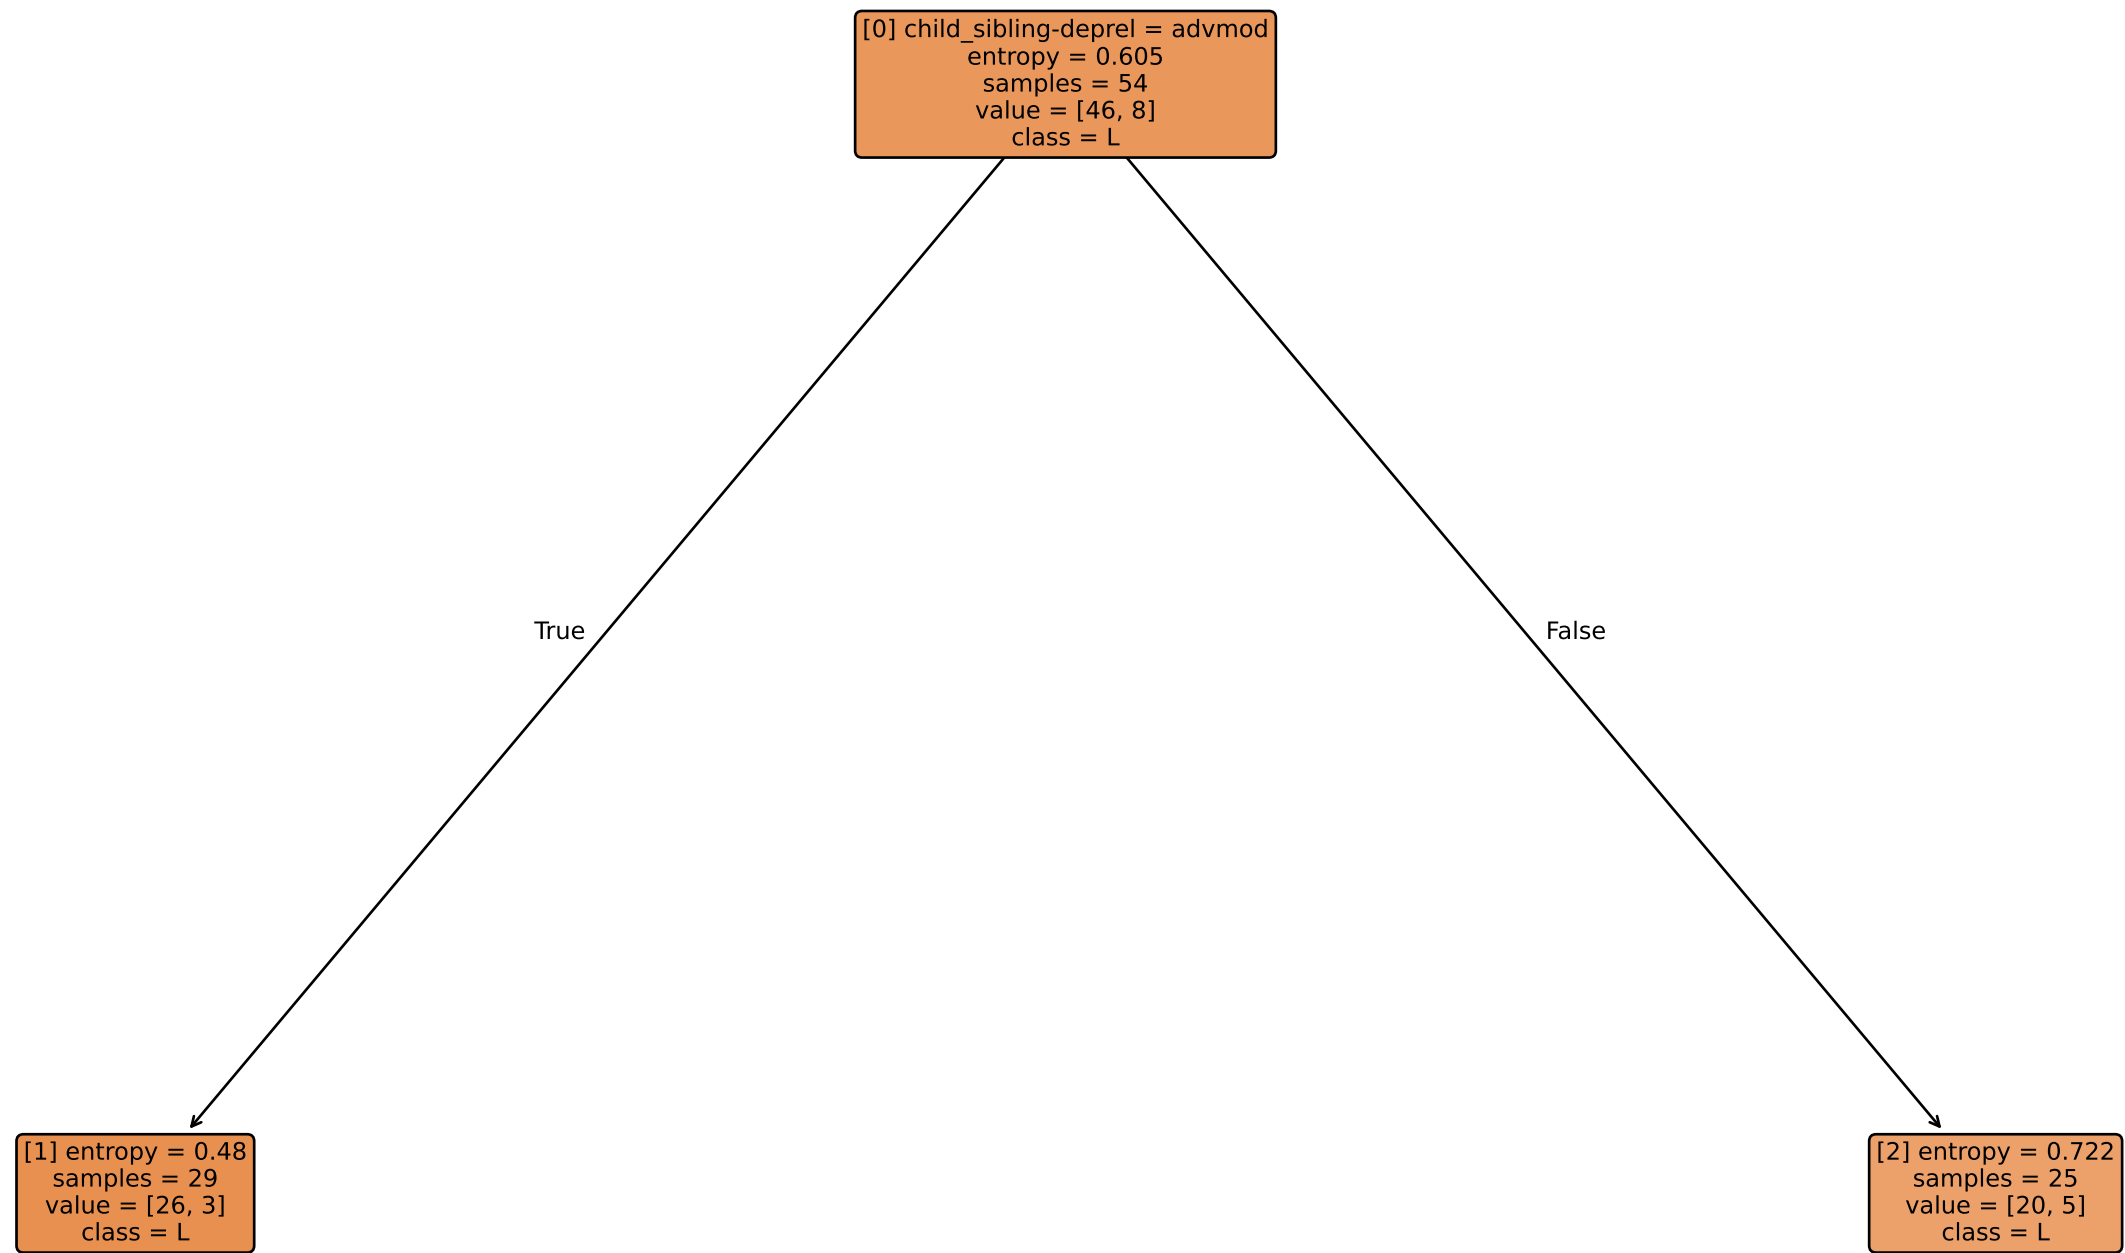 [0] child_sibling-deprel = advmod
entropy = 0.605
samples = 54
value = [46, 8]
class = L
True
False
[1] entropy = 0.48
samples = 29
value = [26, 3]
class = L
[2] entropy = 0.722
samples = 25
value = [20, 5]
class = L